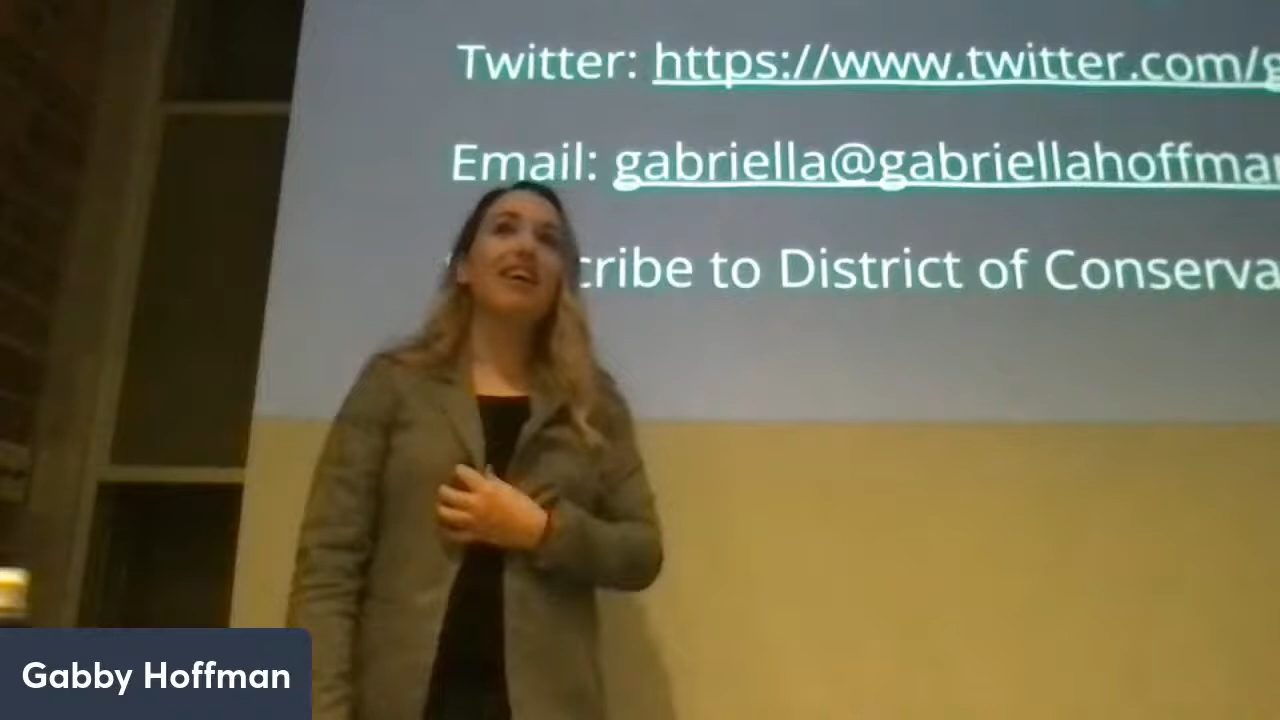 Twitter: https://www.twitter.com/g
Email: gabriella@gabriellahoffma
cribe to District of Conserva
Gabby Hoffman